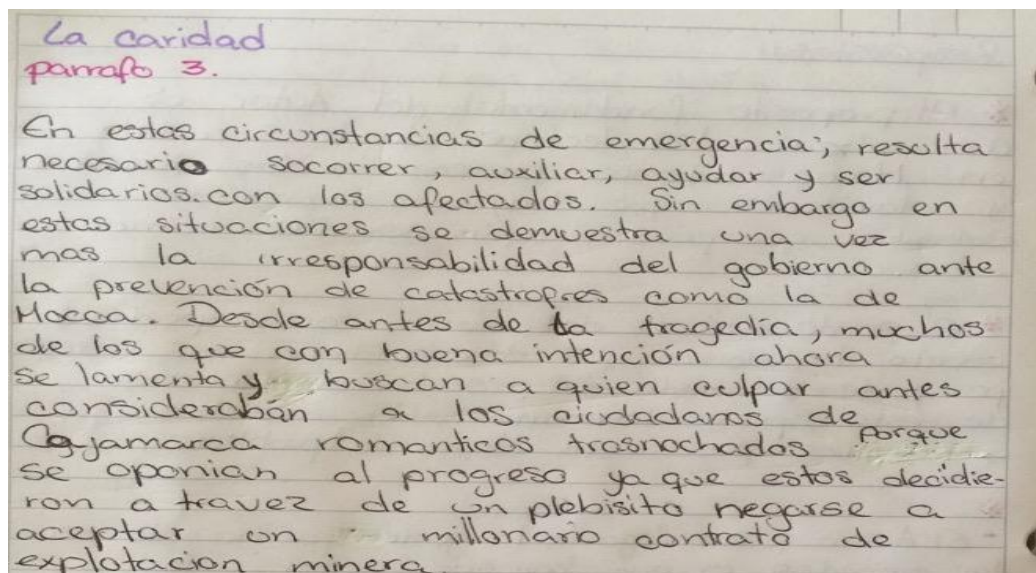 La caridad
parrafo 3.
En estas circunstancias de emergencia; resulta
necesario socorrer, auxiliar, ayudar y ser
solidarios.con los afectados. Sin embargo en
estas situaciones se demuestra una vez
mas la irresponsabilidad del gobierno ante
la prevención de catastrofres como la de
Mocca. Desde antes de la tragedia, muchos
de los que con buena intención ahora
se lamenta y buscan a quien culpar antes
considerabán a los ciudadanos de
Cajamarca romanticos trasnochados porque
se oponian al progreso ya que estos decidie-
ron a travez de un plebisito negarse a
aceptar un millonario contrato de
explotacion minera